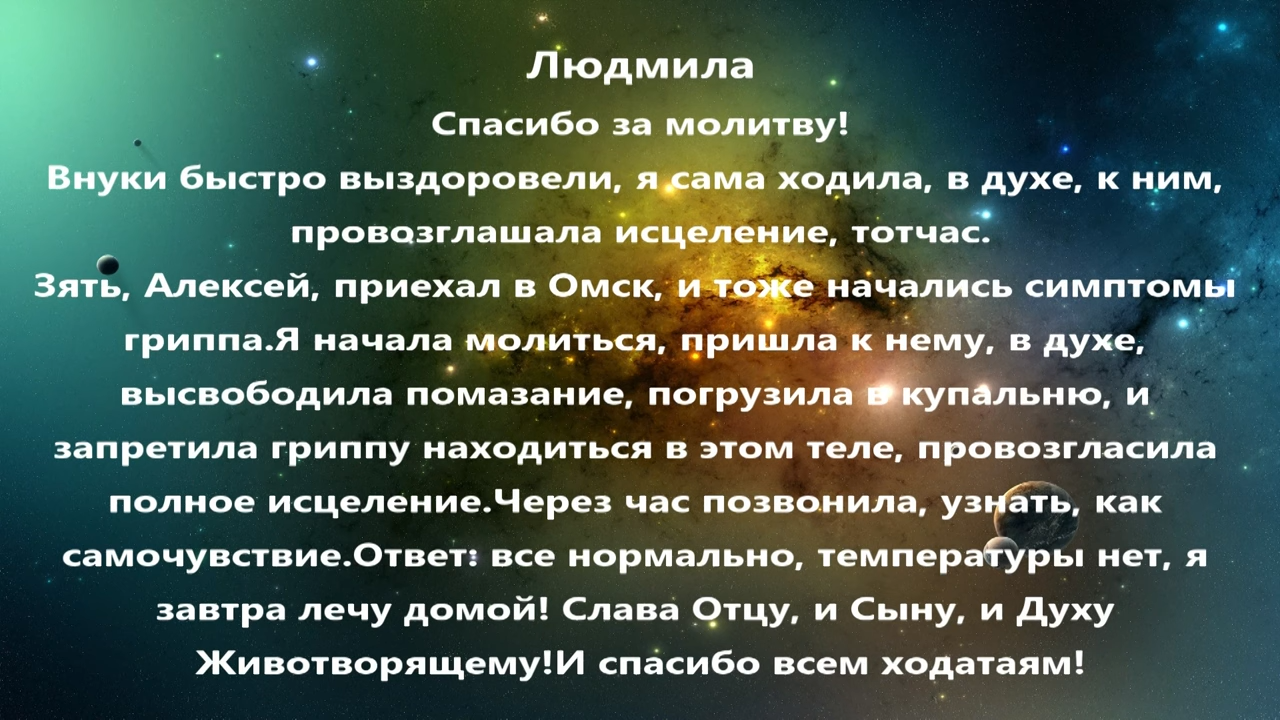 Людмила
Спасибо за молитву!
Внуки быстро выздоровели, я сама ходила, в духе, к ним,
провозглашала исцеление, тотчас.
Зять, Алексей, приехал в Омск, и тоже начались симптомы
гриппа.Я начала молиться, пришла к нему, в духе,
высвободила помазание, погрузила в купальню, и
запретила гриппу находиться в этом теле, провозгласила
полное исцеление.Через час позвонила, узнать, как
самочувствие.Ответ: все нормально, температуры нет, я
завтра лечу домой! Слава Отцу, и Сыну, и Духу
Животворящему!И спасибо всем ходатаям!